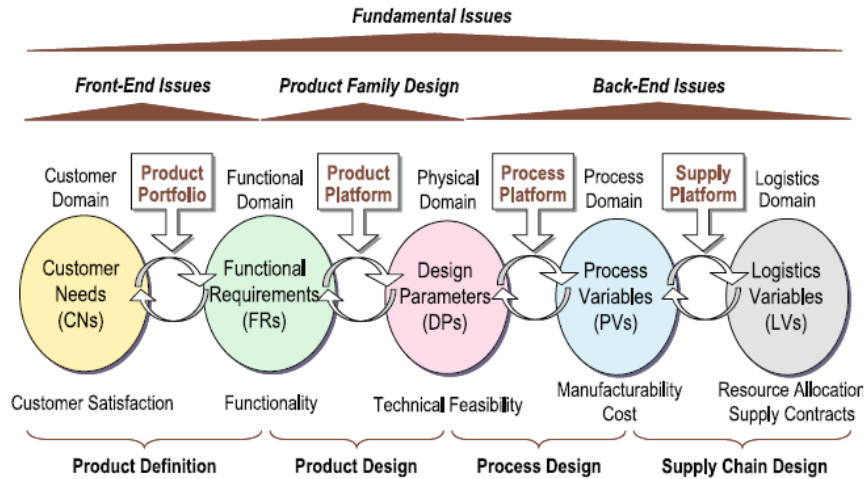 Fundamental Issues
Front-End Issues
Product Family Design
Back-End Issues
Customer
Domain
Product
Portfolio
Functional
Domain
Product
Platform
Physical
Domain
Process
Platform
Process
Domain
Supply
Platform
Logistics
Domain
Customer
Needs
(CNs)
Functional
Requirements
(FRs)
Design
Parameters
(DPs)
Process
Variables
(PVs)
Logistics
Variables
(LVs)
Customer Satisfaction
Functionality
Technical Feasibility
Manufacturability
Cost
Resource Allocation
Supply Contracts
Product Definition
Product Design
Process Design
Supply Chain Design